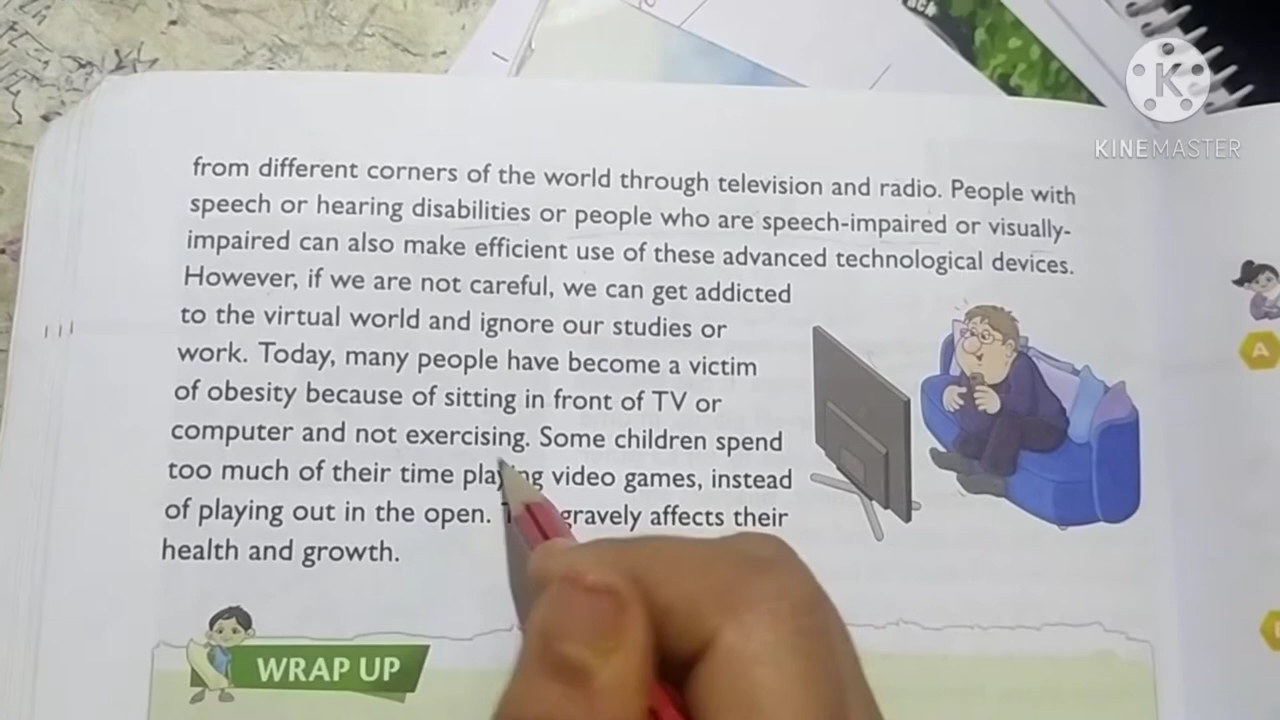 ack
K
KINEMASTER
from different corners of the world through television and radio. People with
speech or hearing disabilities or people who are speech-impaired or visually-
impaired can also make efficient use of these advanced technological devices.
However, if we are not careful, we can get addicted
to the virtual world and ignore our studies or
work. Today, many people have become a victim
of obesity because of sitting in front of TV or
computer and not exercising. Some children spend
too much of their time playing video games, instead
of playing out in the open. gravely affects their
health and growth.
WRAP UP
A